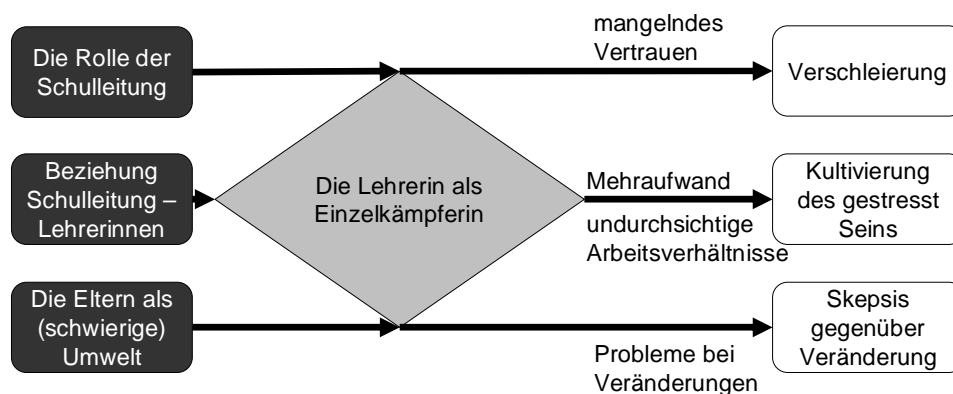 mangelndes
Vertrauen
Die Rolle der
Schulleitung
Verschleierung
Beziehung
Schulleitung –
Lehrerinnen
Die Lehrerin als
Einzelkämpferin
Mehraufwand
undurchsichtige
Arbeitsverhältnisse
Kultivierung
des gestresst
Seins
Die Eltern als
(schwierige)
Umwelt
Probleme bei
Veränderungen
Skepsis
gegenüber
Veränderung